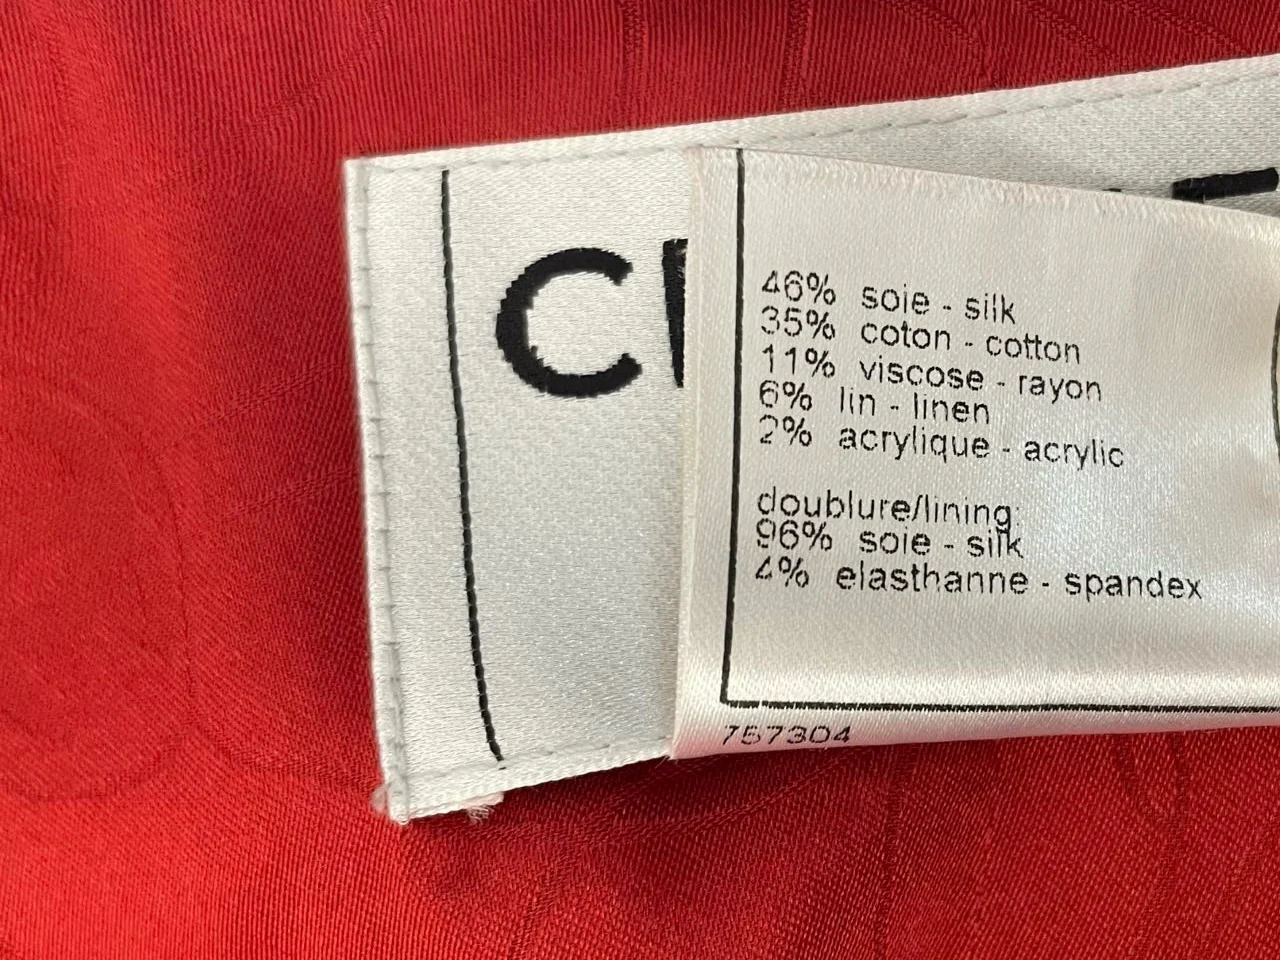 46% soie - silk
35% coton - cotton
11% viscose - rayon
6% lin - linen
2% acrylique - acrylic
doublure/lining:
96% soie - silk
4% elasthanne - spandex
757304